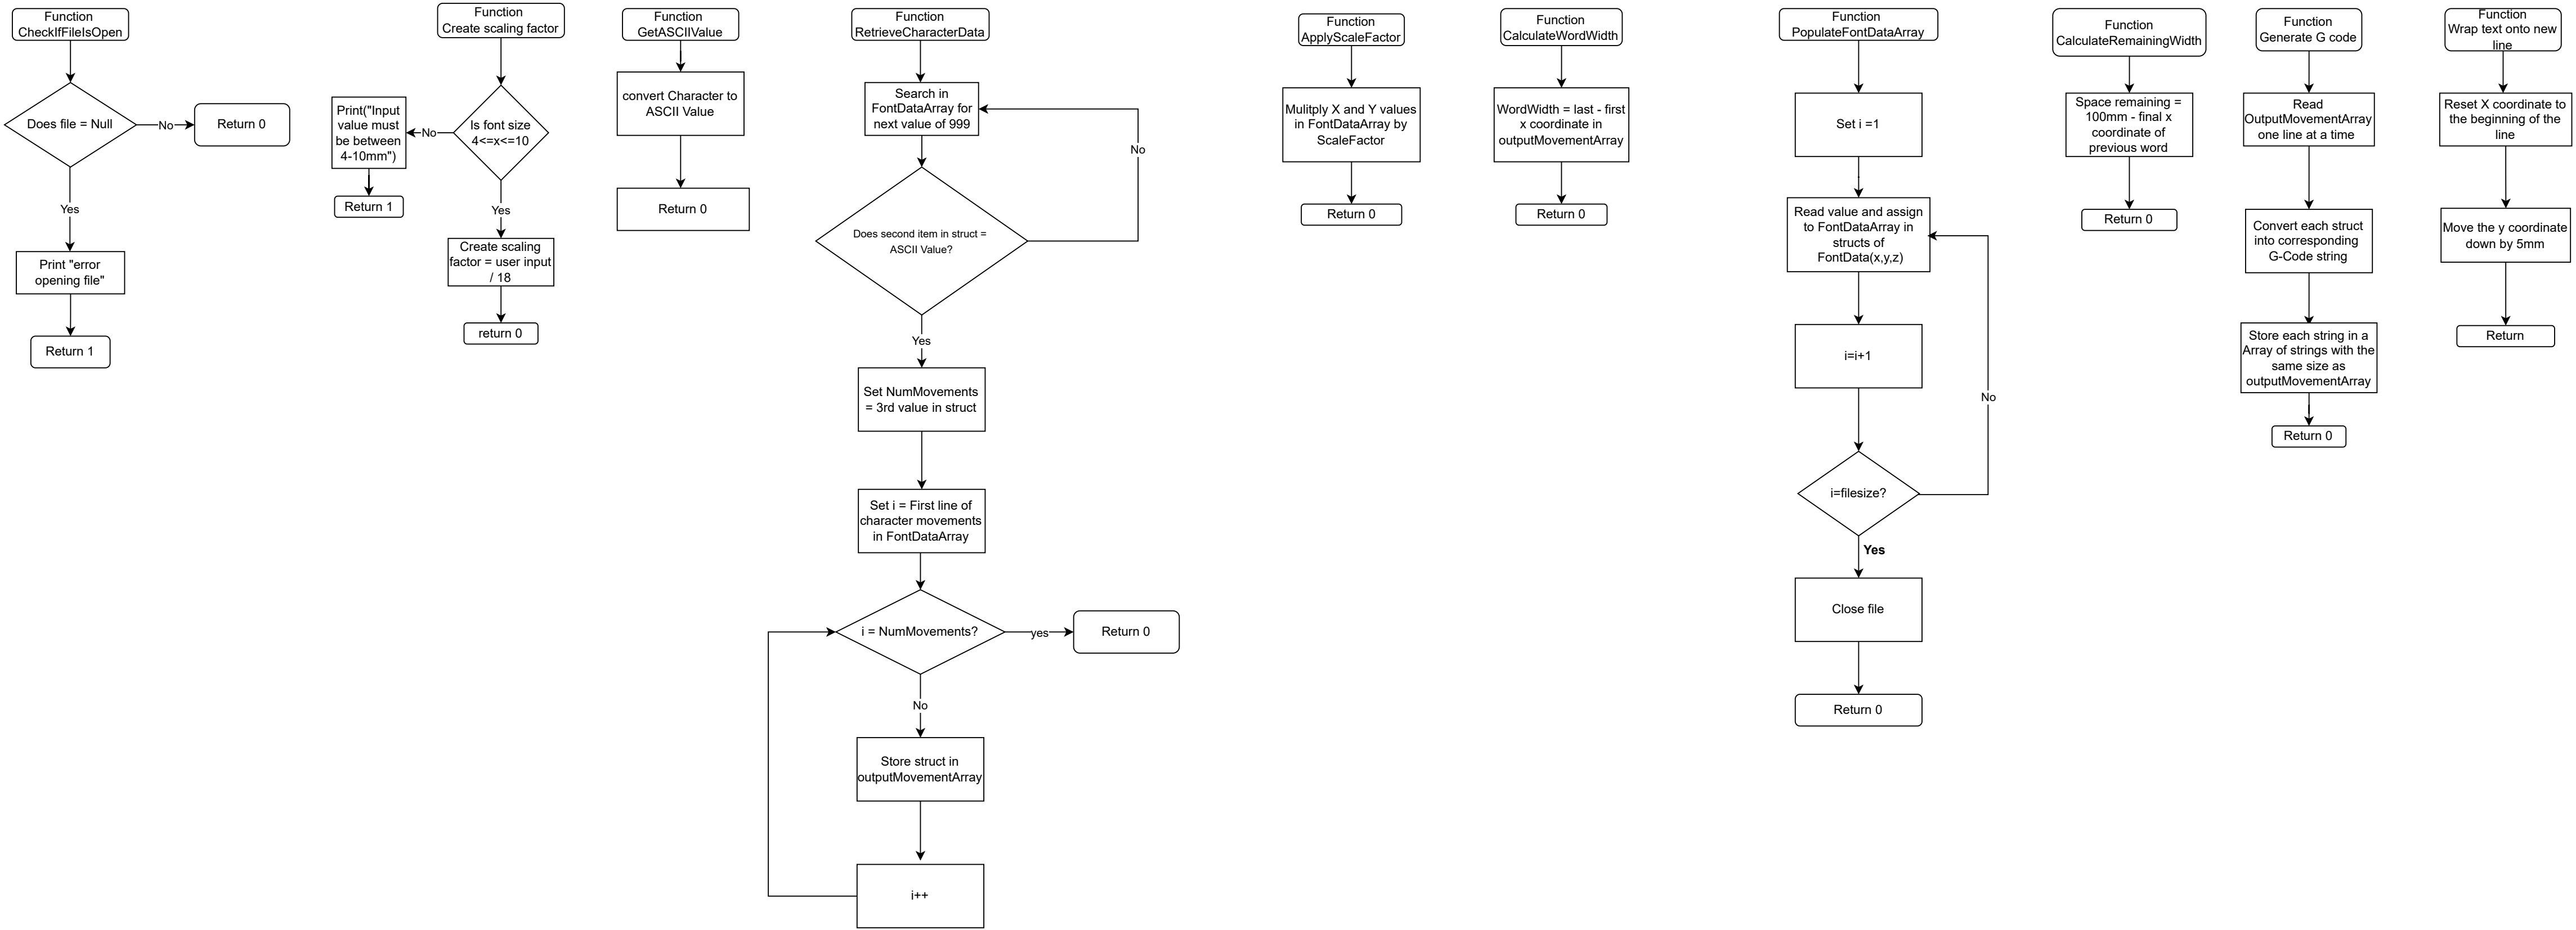 Function
CheckIfFileIsOpen
Does file = Null
No
Return 0
Yes
Print "error
opening file"
Return 1
Function
Create scaling factor
Is font size
4<=x<=10
No
Print("Input
value must
be between
4-10mm")
Return 1
Yes
Create scaling
factor = user input
/ 18
return 0
Function
GetASCIIValue
convert Character to
ASCII Value
Return 0
Function
RetrieveCharacterData
Search in
FontDataArray for
next value of 999
No
Does second item in struct =
ASCII Value?
Yes
Set NumMovements
= 3rd value in struct
Set i = First line of
character movements
in FontDataArray
i = NumMovements?
yes
Return 0
No
Store struct in
outputMovementArray
i++
Function
ApplyScaleFactor
Mulitply X and Y values
in FontDataArray by
ScaleFactor
Return 0
Function
CalculateWordWidth
WordWidth = last - first
x coordinate in
outputMovementArray
Return 0
Function
PopulateFontDataArray
Set i =1
Read value and assign
to FontDataArray in
structs of
FontData(x,y,z)
i=i+1
No
i=filesize?
Yes
Close file
Return 0
Function
CalculateRemainingWidth
Space remaining =
100mm - final x
coordinate of
previous word
Return 0
Function
Generate G code
Read
OutputMovementArray
one line at a time
Convert each struct
into corresponding
G-Code string
Store each string in a
Array of strings with the
same size as
outputMovementArray
Return 0
Function
Wrap text onto new
line
Reset X coordinate to
the beginning of the
line
Move the y coordinate
down by 5mm
Return